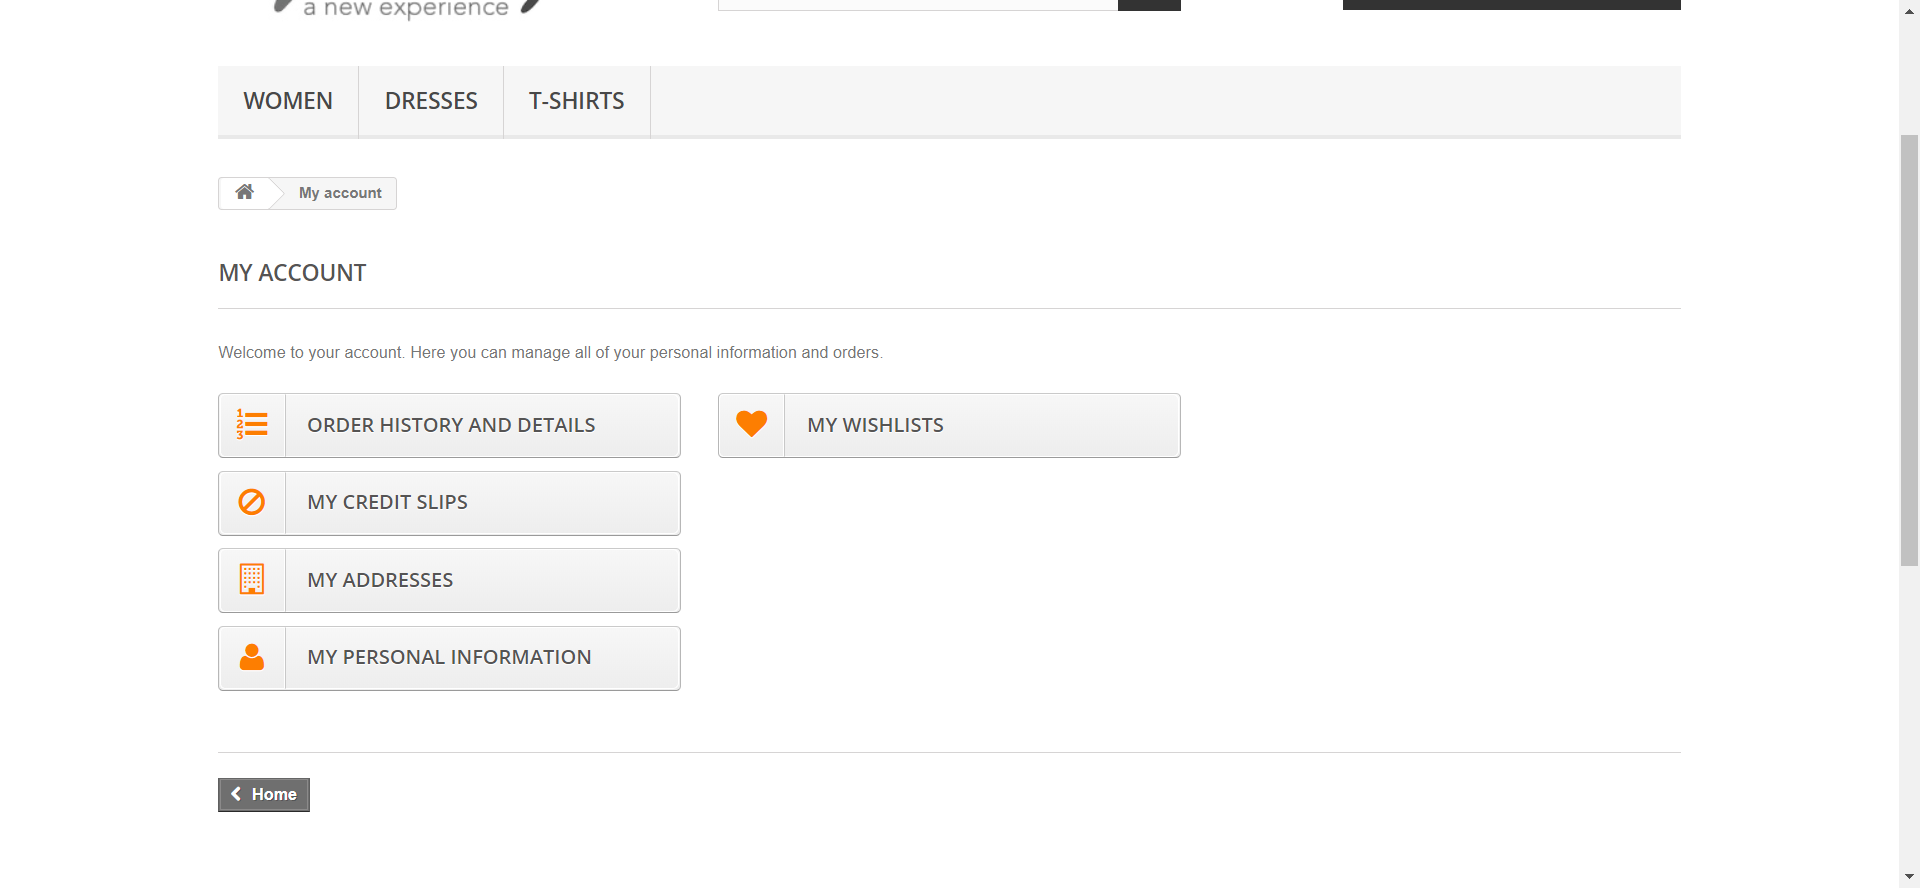 a new experience
WOMEN
DRESSES
T-SHIRTS
My account
MY ACCOUNT
Welcome to your account. Here you can manage all of your personal information and orders.
ORDER HISTORY AND DETAILS
MY WISHLISTS
MY CREDIT SLIPS
MY ADDRESSES
MY PERSONAL INFORMATION
Home